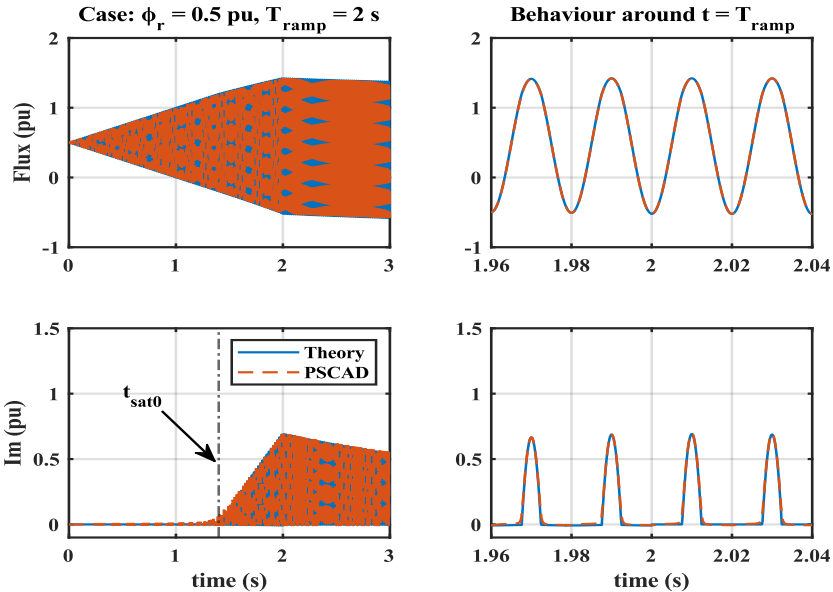 Case: ϕr = 0.5 pu, Tramp = 2 s
Behaviour around t = Tramp
Flux (pu)
2
1
0
-1
0 1 2 3
2
1
0
-1
1.96 1.98 2 2.02 2.04
Im (pu)
1.5
1
0.5
0
Theory
PSCAD
tsat0
0 1 2 3
time (s)
1.5
1
0.5
0
1.96 1.98 2 2.02 2.04
time (s)